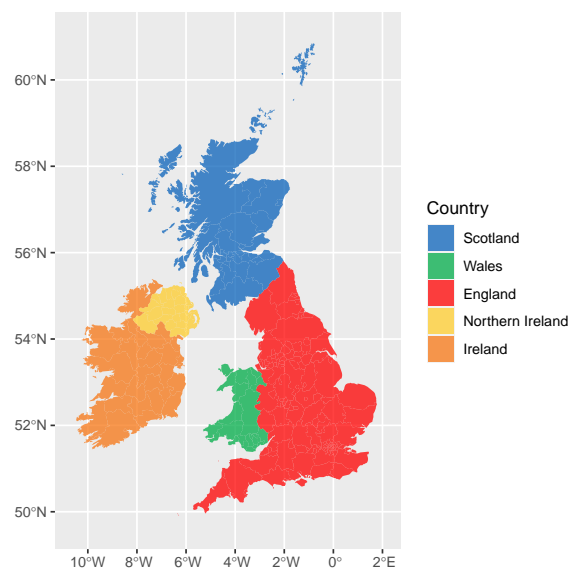 60°N
58°N
56°N
54°N
52°N
50°N
10°W 8°W 6°W 4°W 2°W 0° 2°E
Country
Scotland
Wales
England
Northern Ireland
Ireland